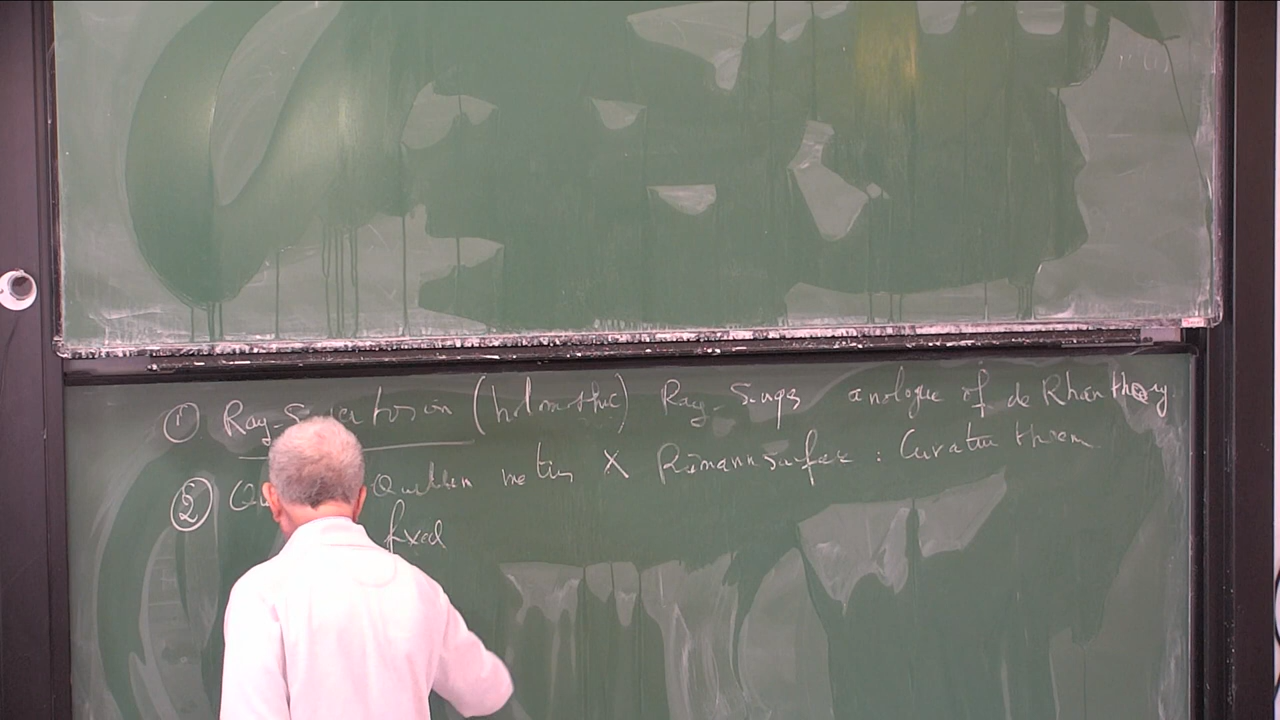 ① Ray-Singer torsion (holomorphic) Ray-Singer analogue of de Rham theory.
② Quillen metrics X Riemann surface : Curvature theorem
fixed